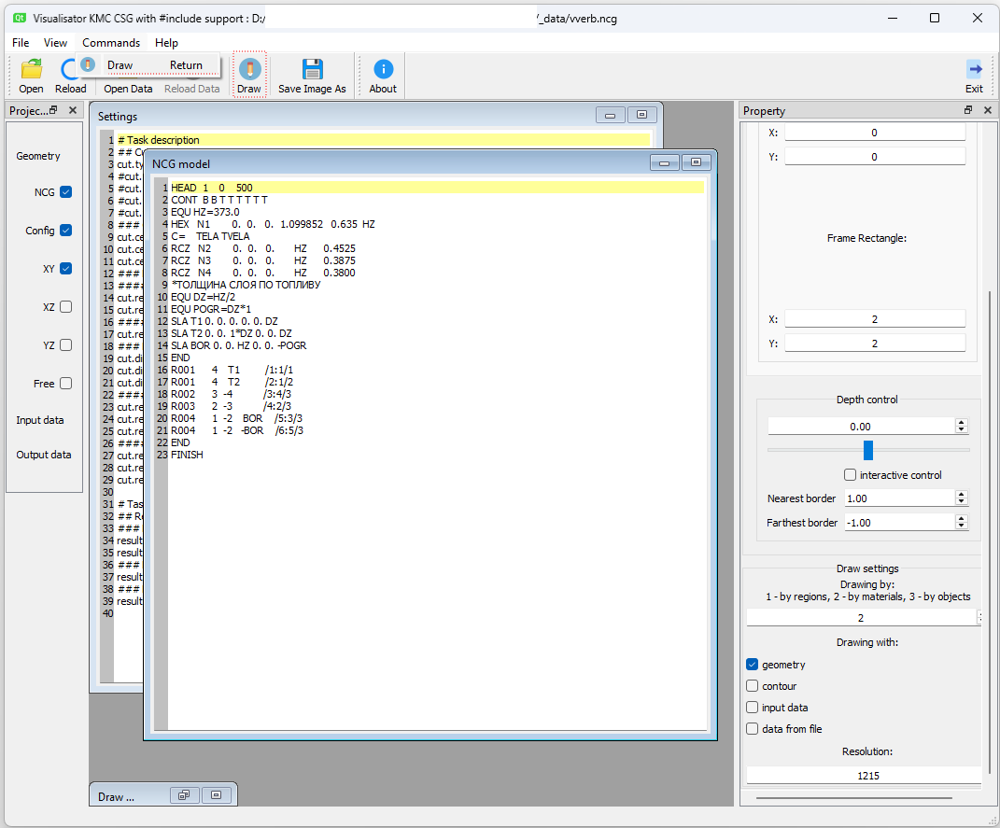 Visualisator KMC CSG with #include support : D:/ /_data/vverb.ncg
File View Commands Help
Draw Return
Open Reload Open Data Reload Data Draw Save Image As About Exit
Projec...
Geometry
NCG
Config
XY
XZ
YZ
Free
Input data
Output data
Settings
1 # Task description
2 ## Cu
3 cut.ty
4 #cut.
5 #cut.
6 #cut.
7 #cut.
8 ###
9 cut.ce
10 cut.ce
11 cut.ce
12 ###
13 ####
14 cut.re
15 cut.re
16 ####
17 cut.re
18 ###
19 cut.di
20 cut.di
21 cut.di
22 ####
23 cut.re
24 cut.re
25 cut.re
26 ####
27 cut.re
28 cut.re
29 cut.re
30
31 # Tas
32 ## Re
33 ###
34 result
35 result
36 ###
37 result
38 ###
39 result
40
NCG model
1 HEAD 1 0 500
2 CONT B B T T T T T T
3 EQU HZ=373.0
4 HEX N1 0. 0. 0. 1.099852 0.635 HZ
5 C= TELA TVELA
6 RCZ N2 0. 0. 0. HZ 0.4525
7 RCZ N3 0. 0. 0. HZ 0.3875
8 RCZ N4 0. 0. 0. HZ 0.3800
9 *ТОЛЩИНА СЛОЯ ПО ТОПЛИВУ
10 EQU DZ=HZ/2
11 EQU POGR=DZ*1
12 SLA T1 0. 0. 0. 0. 0. DZ
13 SLA T2 0. 0. 1*DZ 0. 0. DZ
14 SLA BOR 0. 0. HZ 0. 0. -POGR
15 END
16 R001 4 T1 /1:1/1
17 R001 4 T2 /2:1/2
18 R002 3 -4 /3:4/3
19 R003 2 -3 /4:2/3
20 R004 1 -2 BOR /5:3/3
21 R004 1 -2 -BOR /6:5/3
22 END
23 FINISH
Draw ...
Property
X: 0
Y: 0
Frame Rectangle:
X: 2
Y: 2
Depth control
0.00
interactive control
Nearest border 1.00
Farthest border -1.00
Draw settings
Drawing by:
1 - by regions, 2 - by materials, 3 - by objects
2
Drawing with:
geometry
contour
input data
data from file
Resolution:
1215